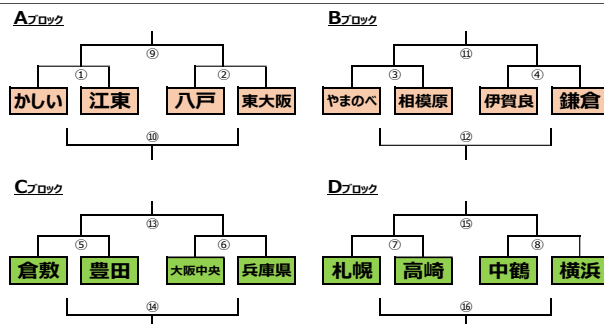 Aブロック
Bブロック
⑨
⑪
①
②
③
④
かしい
江東
八戸
東大阪
やまのべ
相模原
伊賀良
鎌倉
⑩
⑫
Cブロック
Dブロック
⑬
⑮
⑤
⑥
⑦
⑧
倉敷
豊田
大阪中央
兵庫県
札幌
高崎
中鶴
横浜
⑭
⑯